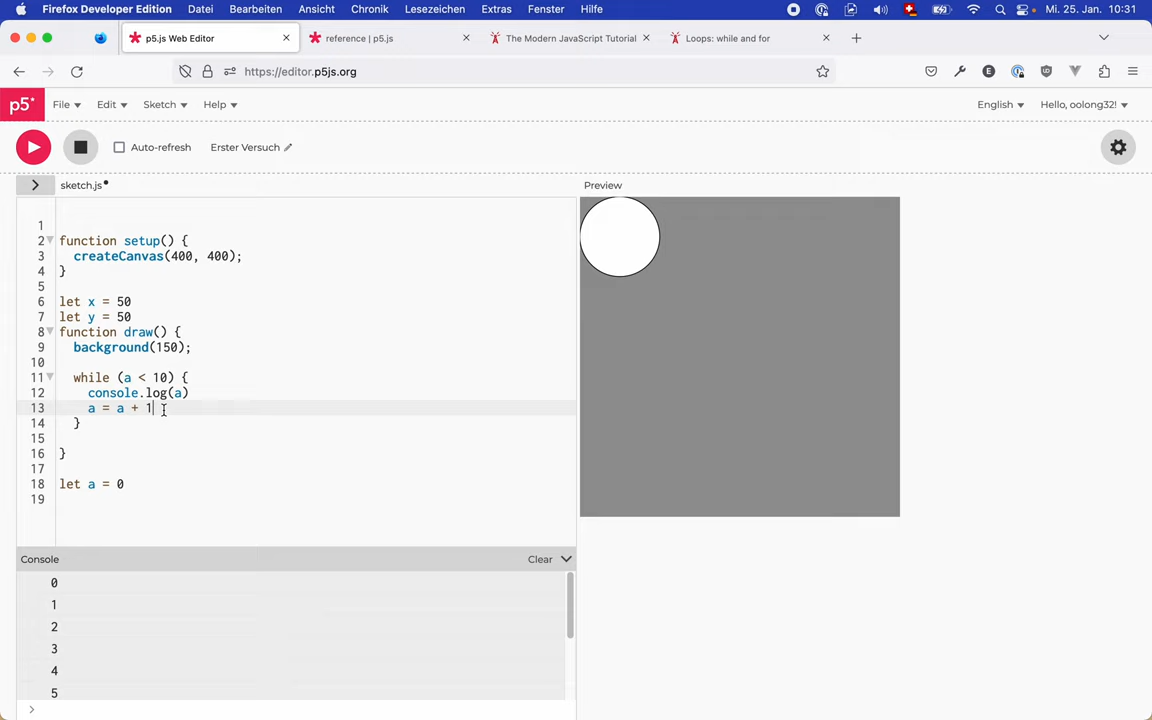 Firefox Developer Edition Datei Bearbeiten Ansicht Chronik Lesezeichen Extras Fenster Hilfe Mi. 25. Jan. 10:31
p5.js Web Editor reference | p5.js The Modern JavaScript Tutorial Loops: while and for
https://editor.p5js.org
p5* File Edit Sketch Help English Hello, oolong32!
Auto-refresh Erster Versuch
sketch.js Preview
1
2 function setup() {
3 createCanvas(400, 400);
4 }
5
6 let x = 50
7 let y = 50
8 function draw() {
9 background(150);
10
11 while (a < 10) {
12 console.log(a)
13 a = a + 1
14 }
15
16 }
17
18 let a = 0
19
Console Clear
0
1
2
3
4
5
>